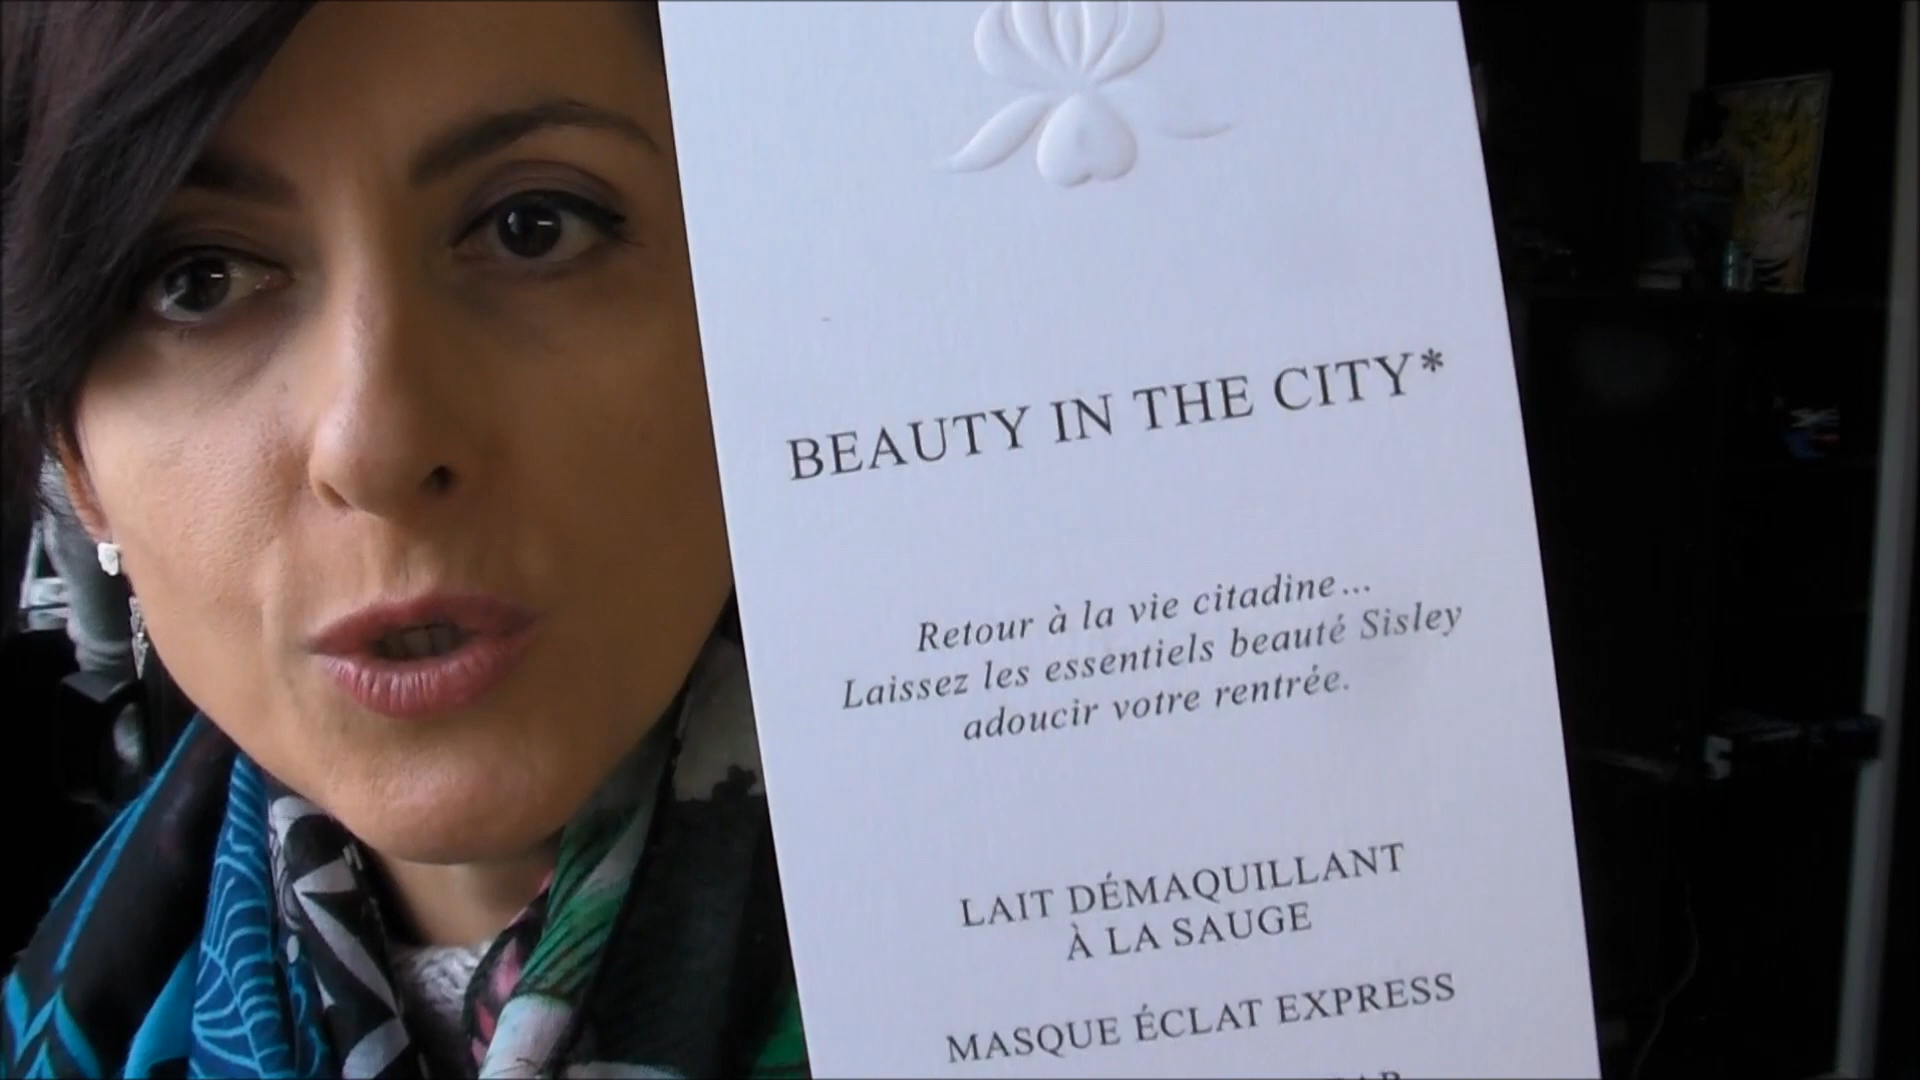 BEAUTY IN THE CITY*
Retour à la vie citadine...
Laissez les essentiels beauté Sisley
adoucir votre rentrée.
LAIT DÉMAQUILLANT
À LA SAUGE
MASQUE ÉCLAT EXPRESS